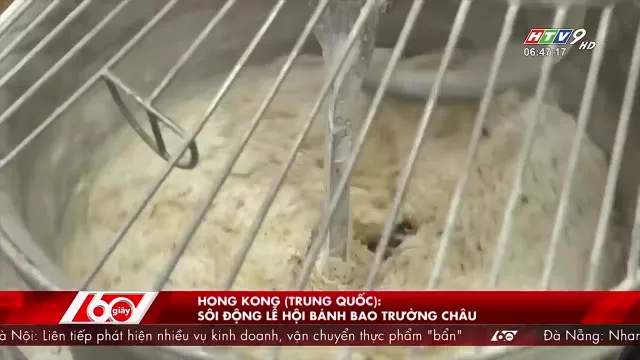 HTV9 HD
06:47:17
60 giây
HONG KONG (TRUNG QUỐC):
SÔI ĐỘNG LỄ HỘI BÁNH BAO TRƯỜNG CHÂU
à Nội: Liên tiếp phát hiện nhiều vụ kinh doanh, vận chuyển thực phẩm "bẩn" 60 Đà Nẵng: Nhan